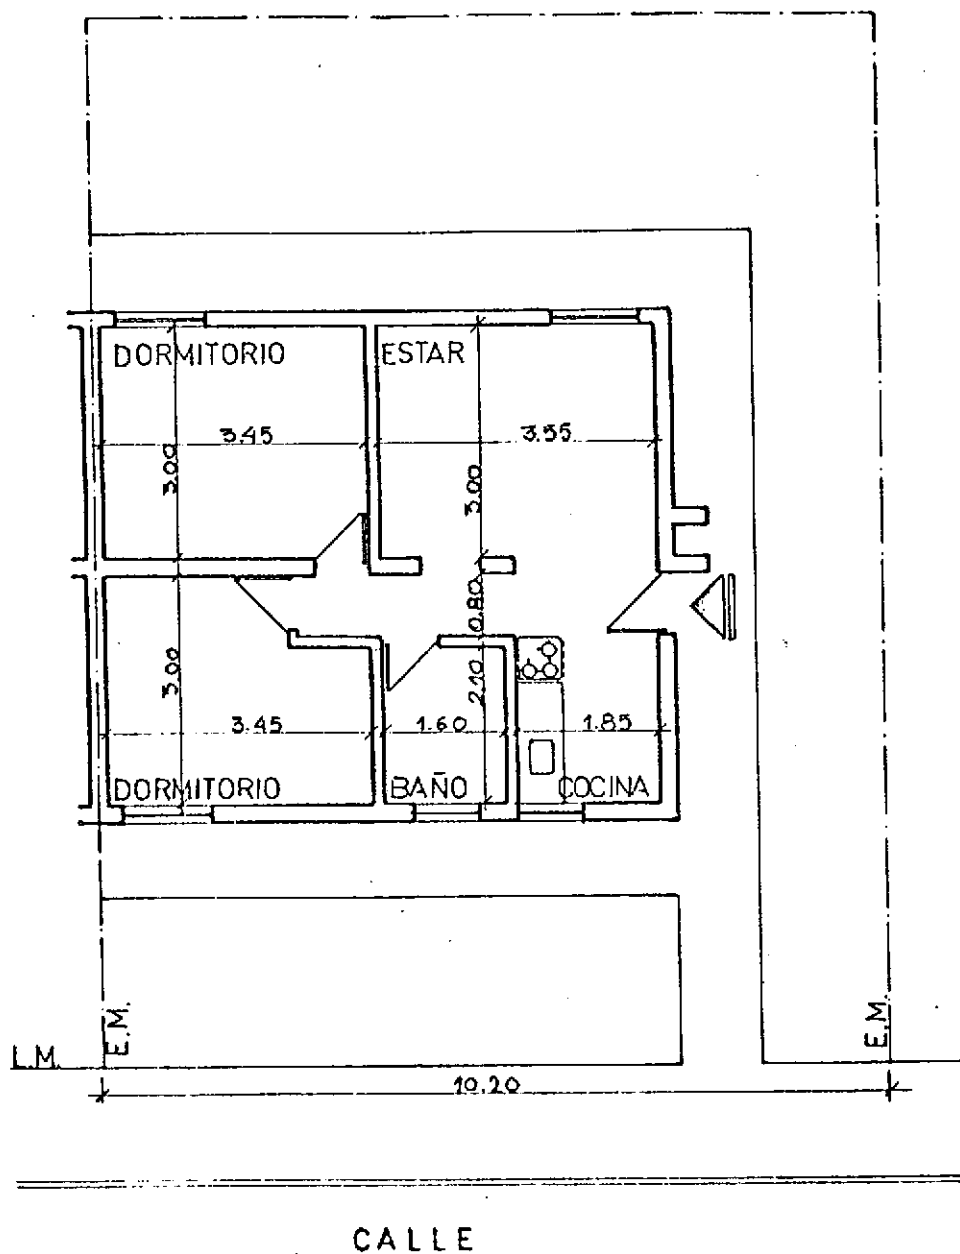 DORMITORIO
ESTAR
3.45
3.55
3.00
3.00
0.80
3.00
2.10
3.45
1.60
1.85
DORMITORIO
BAÑO
COCINA
E.M.
E.M.
L.M.
10.20
CALLE